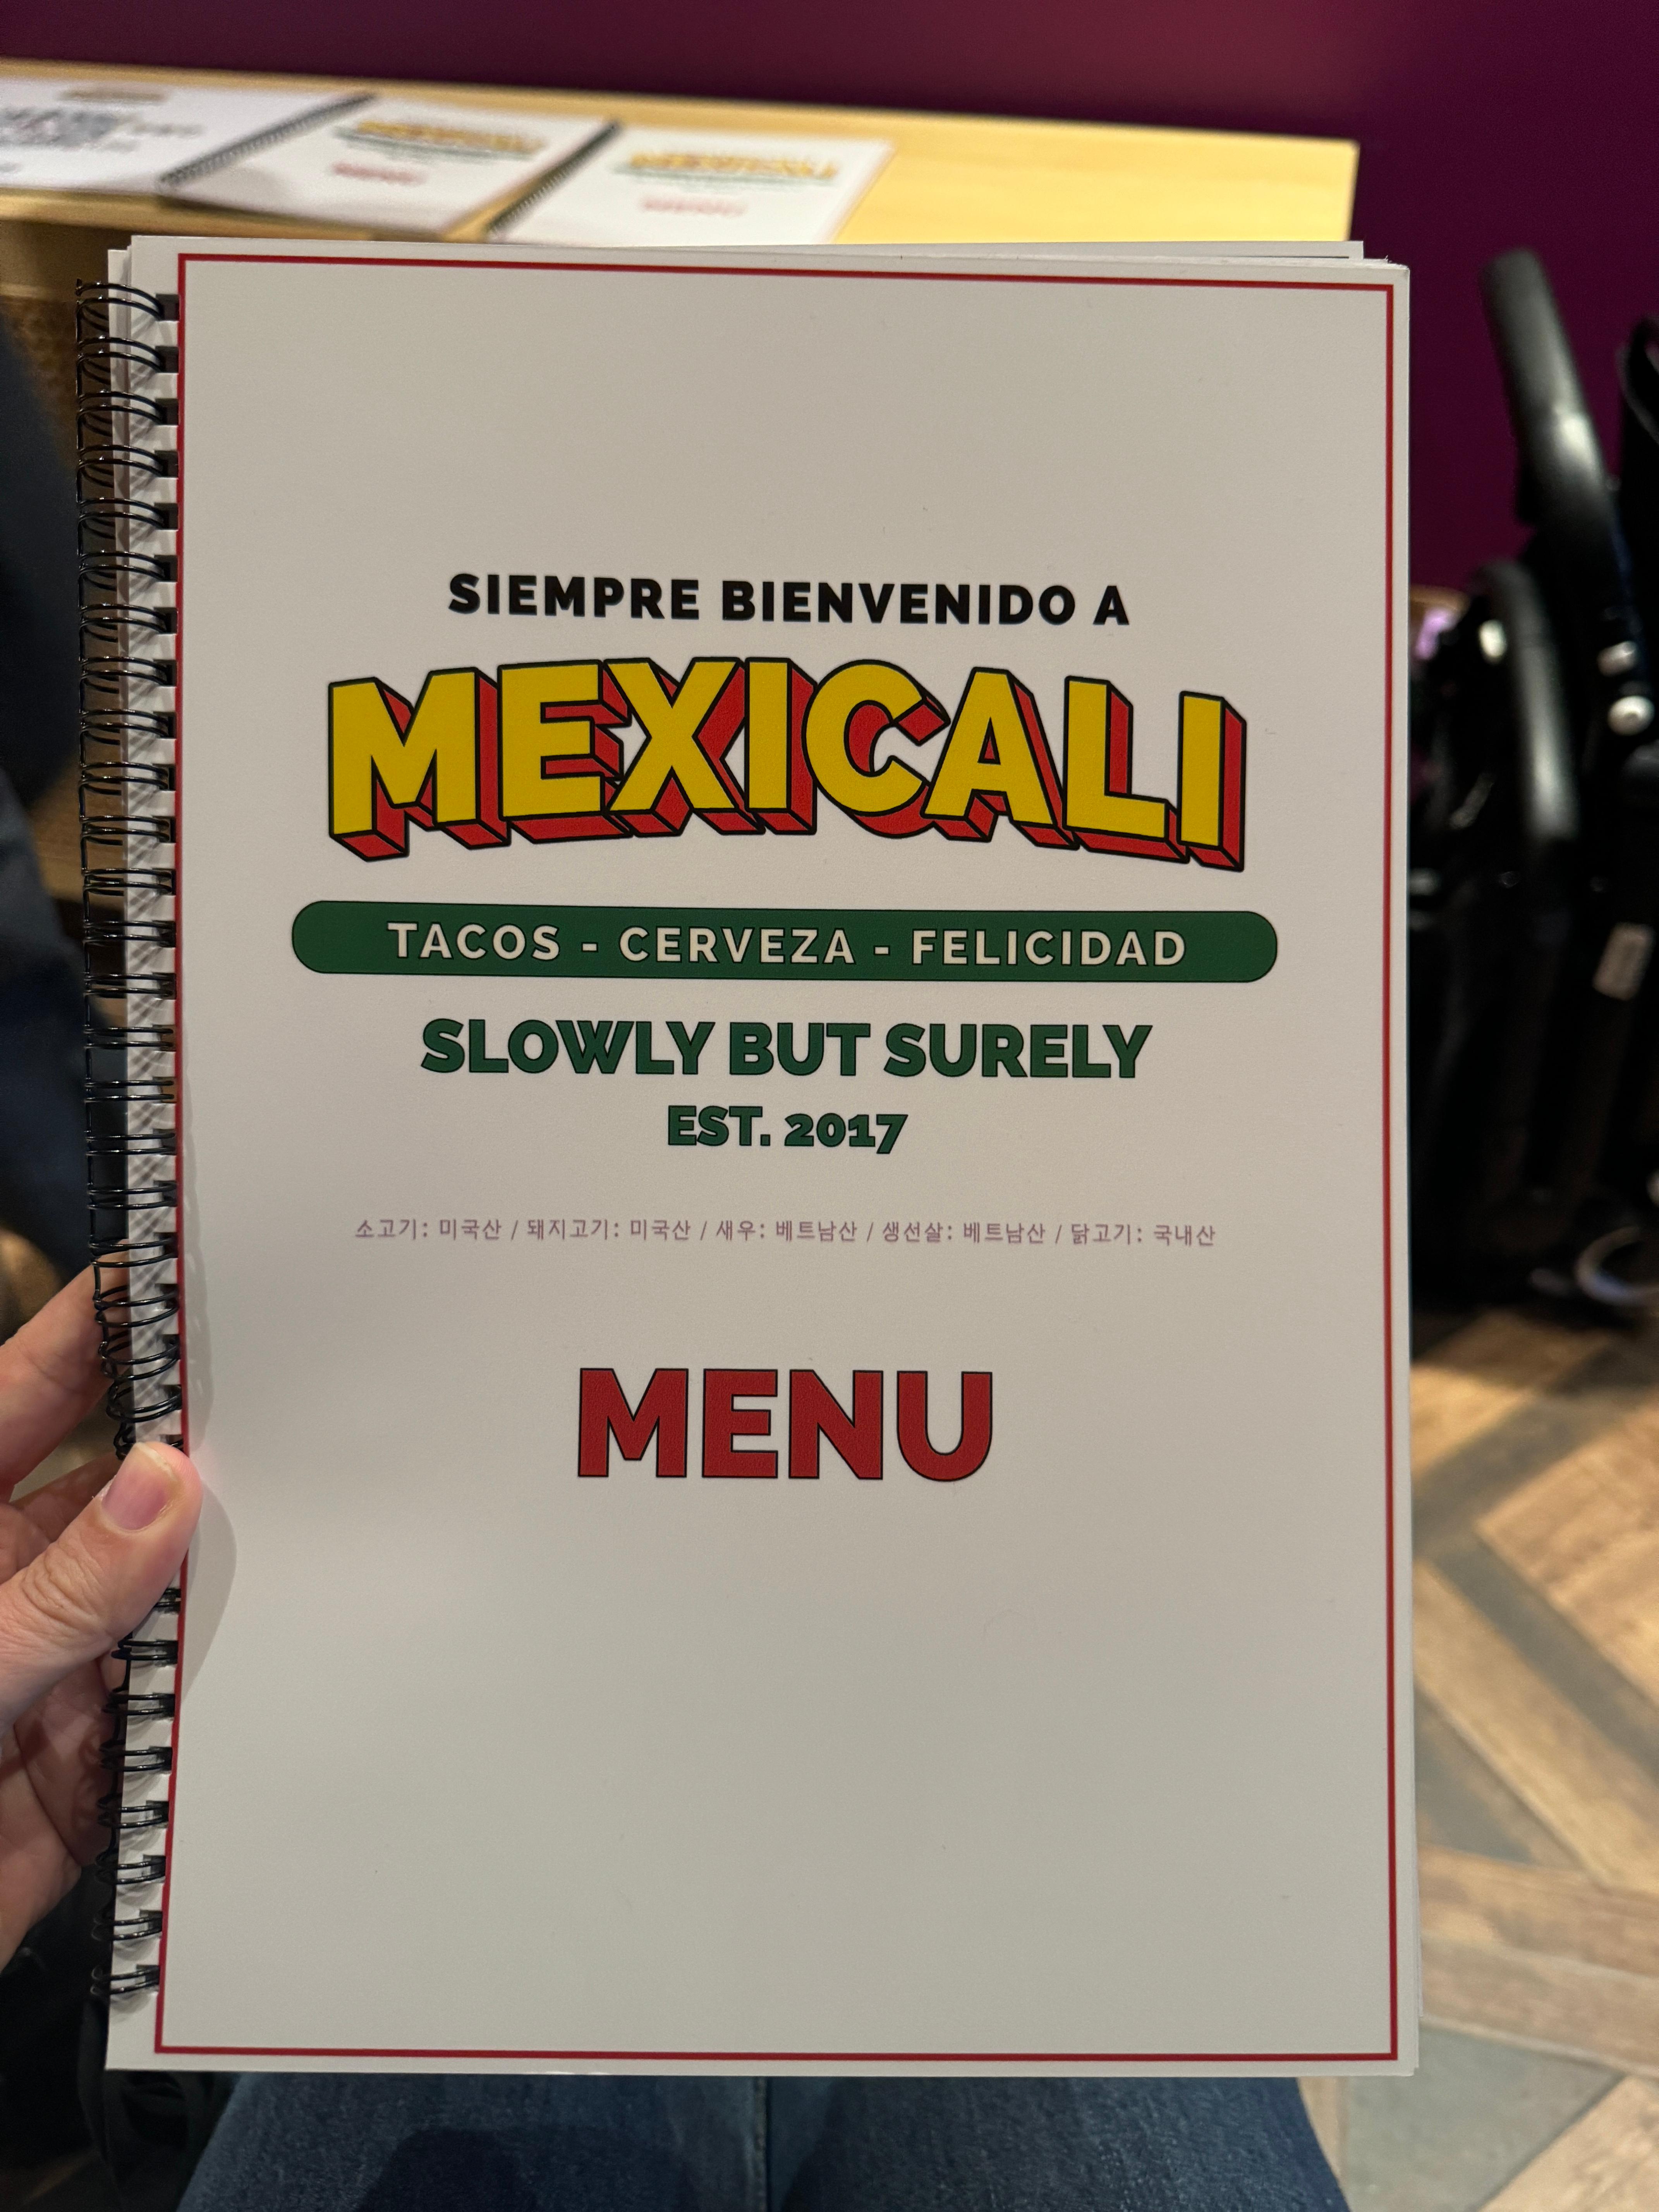 SIEMPRE BIENVENIDO A
MEXICALI
TACOS - CERVEZA - FELICIDAD
SLOWLY BUT SURELY
EST. 2017
소고기: 미국산 / 돼지고기: 미국산 / 새우: 베트남산 / 생선살: 베트남산 / 닭고기: 국내산
MENU
MEXICALI
MEXICALI